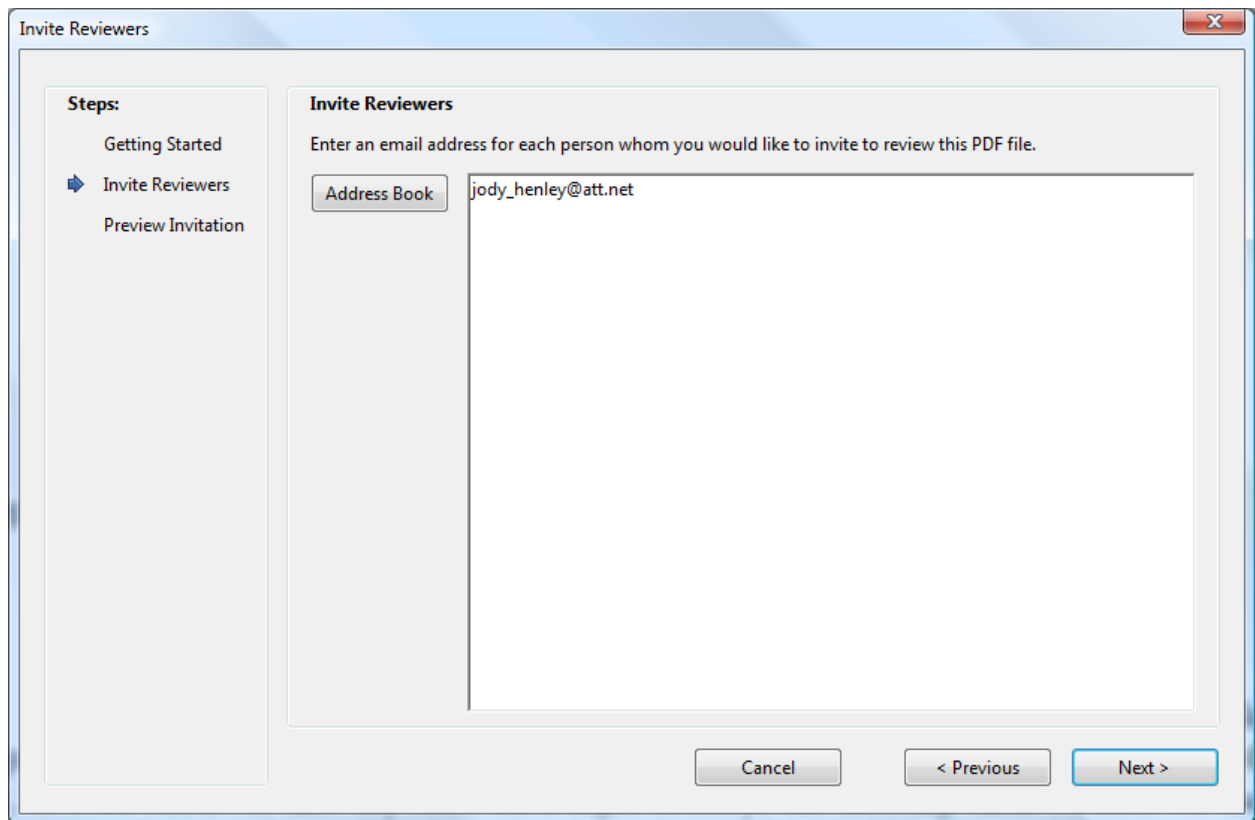 Invite Reviewers
X
Steps:
Getting Started
Invite Reviewers
Preview Invitation
Invite Reviewers
Enter an email address for each person whom you would like to invite to review this PDF file.
Address Book
jody_henley@att.net
Cancel
< Previous
Next >